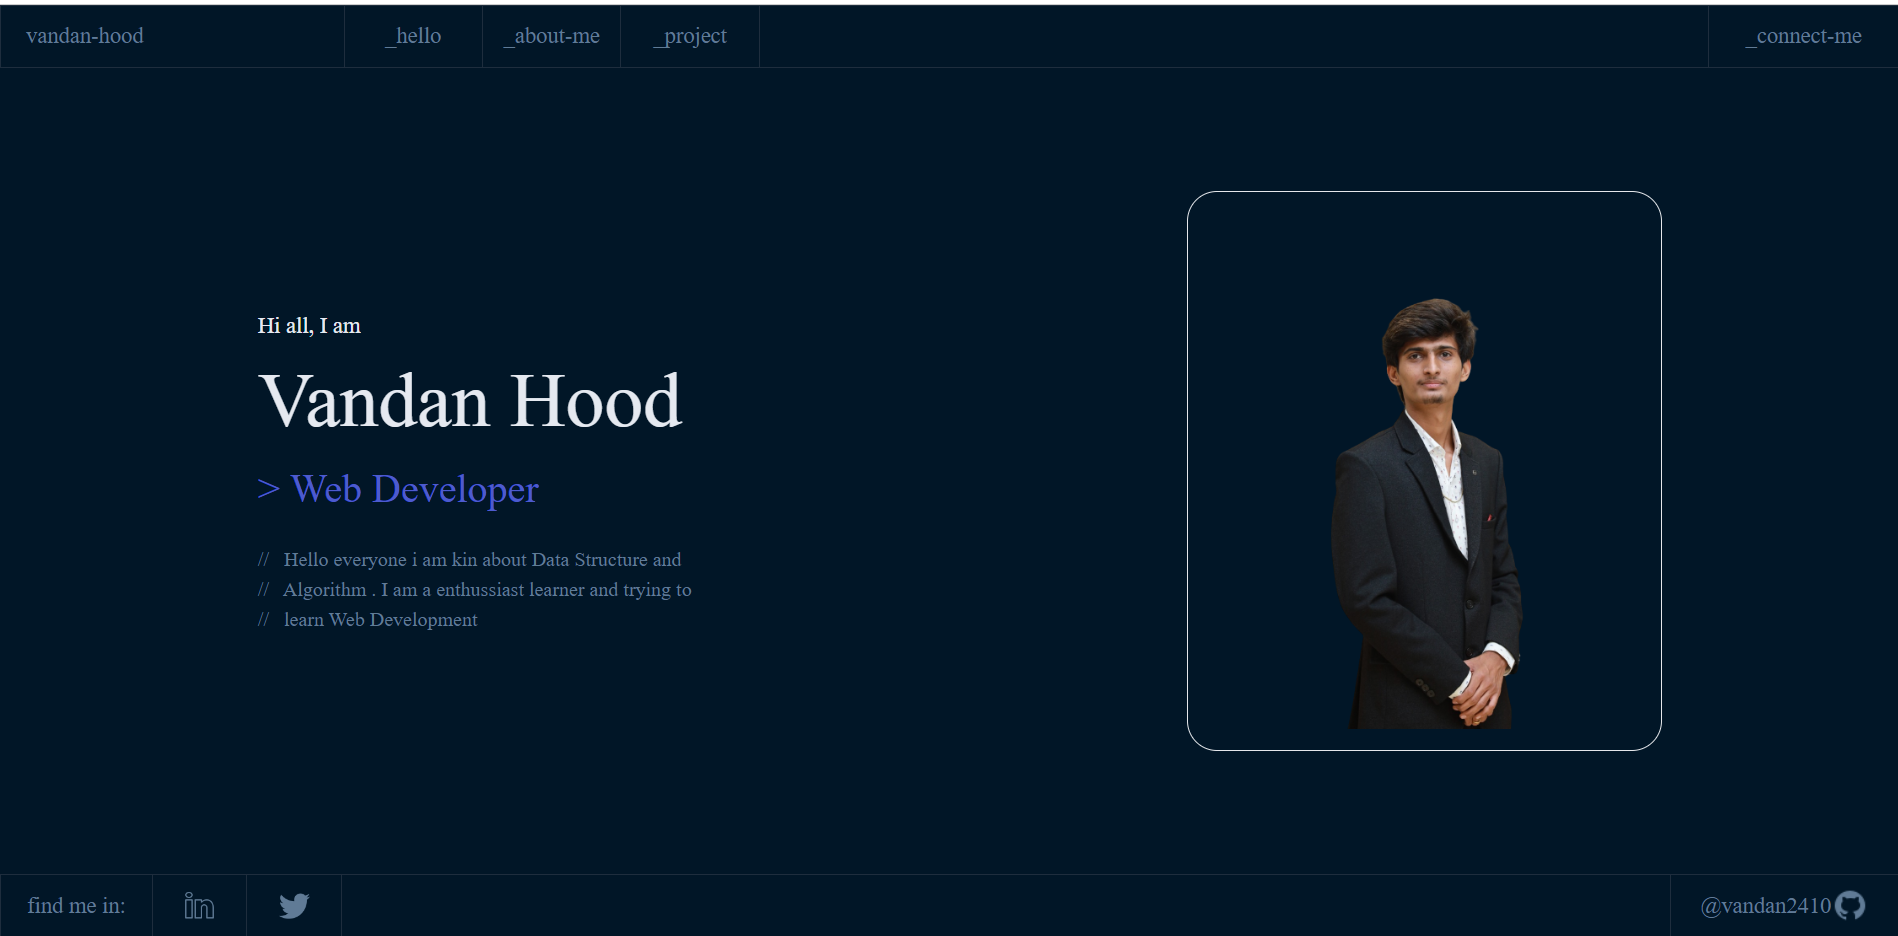 vandan-hood
_hello
_about-me
_project
_connect-me
Hi all, I am
Vandan Hood
> Web Developer
// Hello everyone i am kin about Data Structure and
// Algorithm . I am a enthussiast learner and trying to
// learn Web Development
find me in:
in
@vandan2410